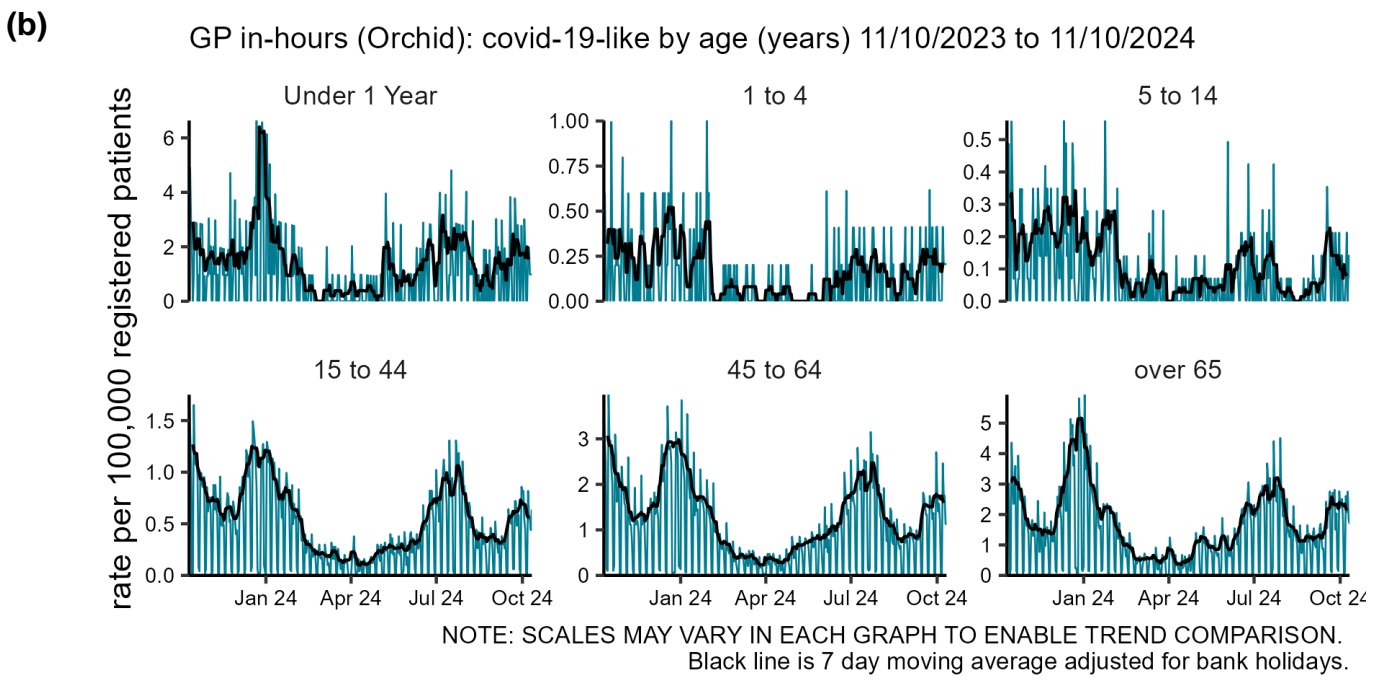 (b)
GP in-hours (Orchid): covid-19-like by age (years) 11/10/2023 to 11/10/2024
rate per 100,000 registered patients
Under 1 Year
6
4
2
0
1 to 4
1.00
0.75
0.50
0.25
0.00
5 to 14
0.5
0.4
0.3
0.2
0.1
0.0
15 to 44
1.5
1.0
0.5
0.0
Jan 24 Apr 24 Jul 24 Oct 24
45 to 64
3
2
1
0
Jan 24 Apr 24 Jul 24 Oct 24
over 65
5
4
3
2
1
0
Jan 24 Apr 24 Jul 24 Oct 2
NOTE: SCALES MAY VARY IN EACH GRAPH TO ENABLE TREND COMPARISON.
Black line is 7 day moving average adjusted for bank holidays.